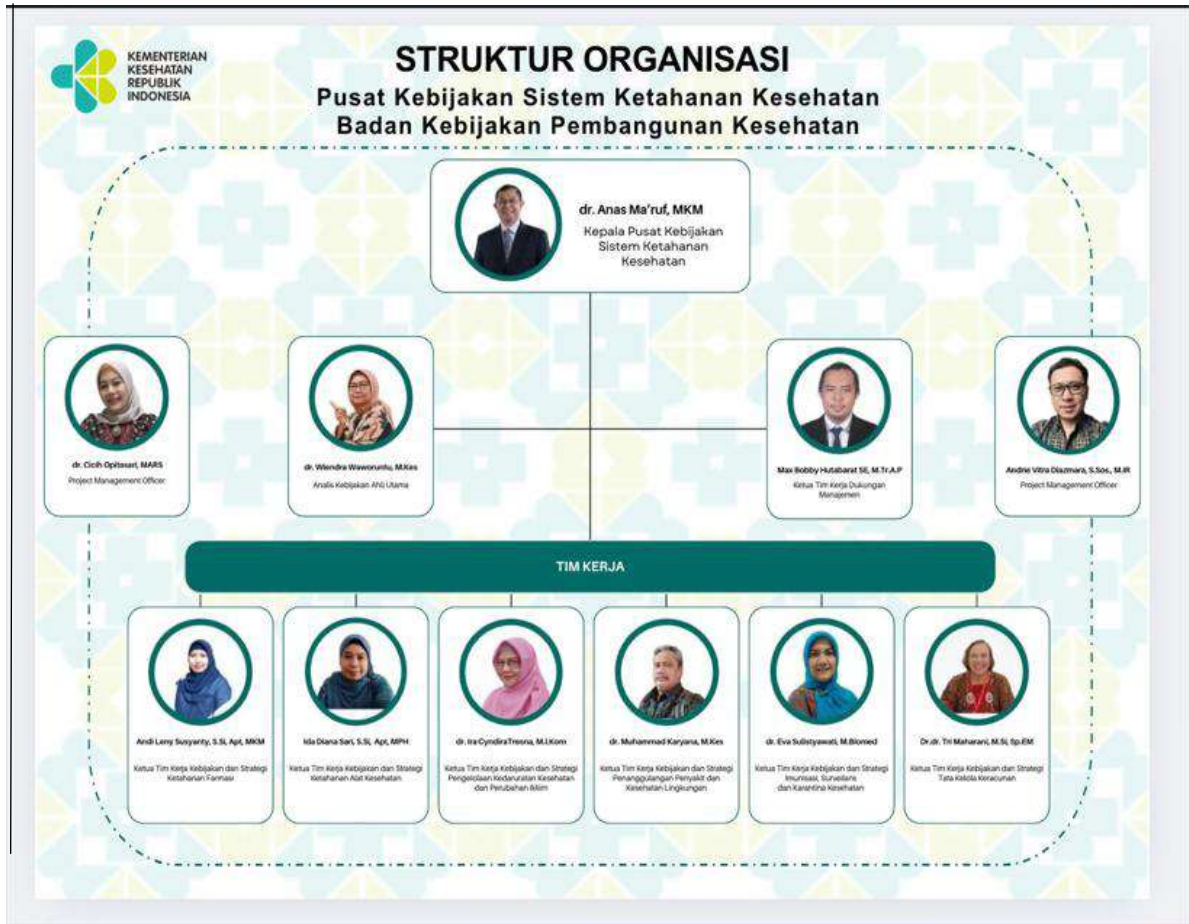 KEMENTERIAN
KESEHATAN
REPUBLIK
INDONESIA
STRUKTUR ORGANISASI
Pusat Kebijakan Sistem Ketahanan Kesehatan
Badan Kebijakan Pembangunan Kesehatan
dr. Anas Ma'ruf, MKM
Kepala Pusat Kebijakan
Sistem Ketahanan
Kesehatan
dr. Cicih Opitasari, MARS
Project Management Officer
dr. Wiendra Waworuntu, M.Kes
Analis Kebijakan Ahli Utama
Max Bobby Hutabarat SE, M.Tr.A.P
Ketua Tim Kerja Dukungan
Manajemen
Andrie Vitra Diazmara, S.Sos., M.IR
Project Management Officer
TIM KERJA
Andi Leny Susyanty, S.Si, Apt, MKM
Ketua Tim Kerja Kebijakan dan Strategi
Ketahanan Farmasi
Ida Diana Sari, S.Si, Apt, MPH
Ketua Tim Kerja Kebijakan dan Strategi
Ketahanan Alat Kesehatan
dr. Ira CyndiraTresna, M.I.Kom
Ketua Tim Kerja Kebijakan dan Strategi
Pengelolaan Kedaruratan Kesehatan
dan Perubahan Iklim
dr. Muhammad Karyana, M.Kes
Ketua Tim Kerja Kebijakan dan Strategi
Penanggulangan Penyakit dan
Kesehatan Lingkungan
dr. Eva Sulistyawati, M.Biomed
Ketua Tim Kerja Kebijakan dan Strategi
Imunisasi, Surveilans
dan Karantina Kesehatan
Dr.dr. Tri Maharani, M.Si, Sp.EM
Ketua Tim Kerja Kebijakan dan Strategi
Tata Kelola Keracunan